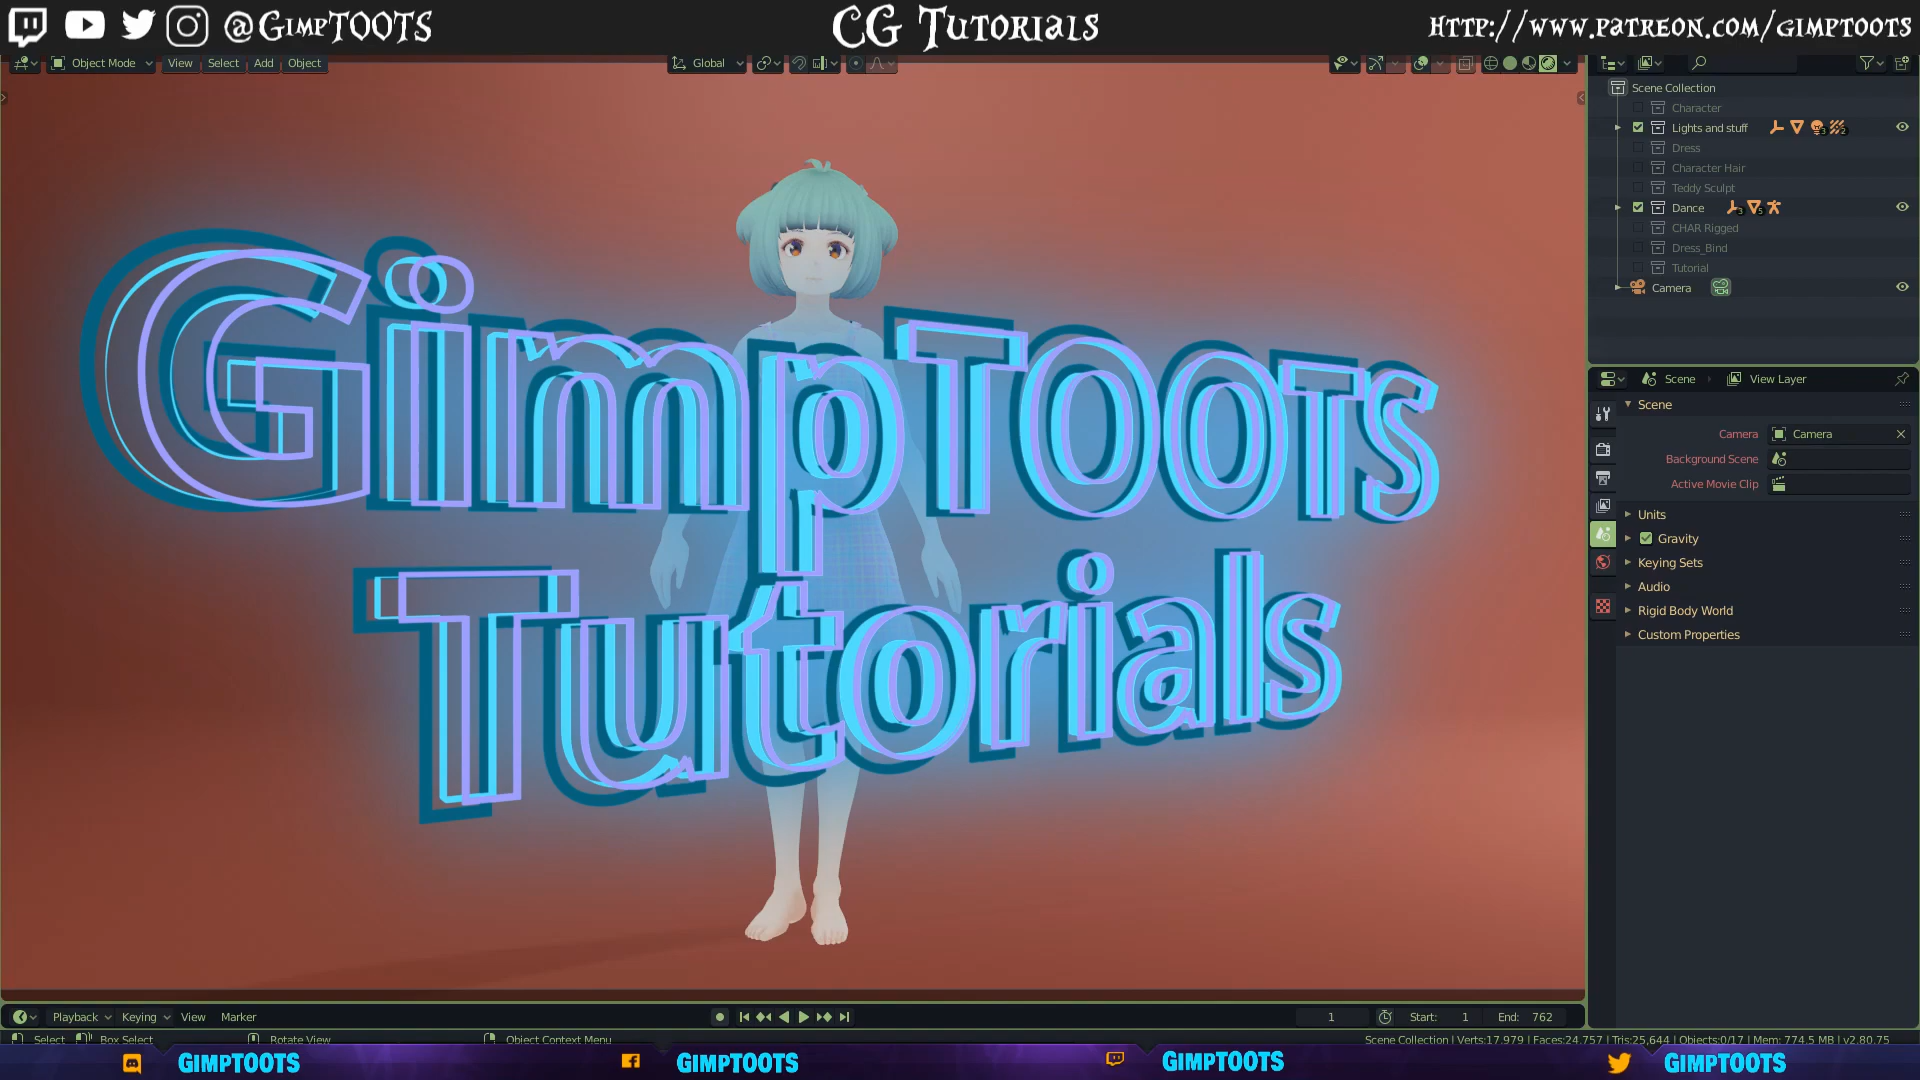 @GimpTOOTS
CG Tutorials
http://www.patreon.com/gimptoots
Object Mode View Select Add Object Global
Scene Collection
Character
Lights and stuff 3 2
Dress
Character Hair
Teddy Sculpt
Dance 3 5
CHAR Rigged
Dress_Bind
Tutorial
Camera
GimpTOOTS
Tutorials
Scene View Layer
Scene
Camera Camera
Background Scene
Active Movie Clip
Units
Gravity
Keying Sets
Audio
Rigid Body World
Custom Properties
Playback Keying View Marker 1 Start: 1 End: 762
Select Box Select Rotate View Object Context Menu Scene Collection | Verts:17,979 | Faces:24,757 | Tris:25,644 | Objects:0/17 | Mem: 774.5 MB | v2.80.75
GIMPTOOTS GIMPTOOTS GIMPTOOTS GIMPTOOTS